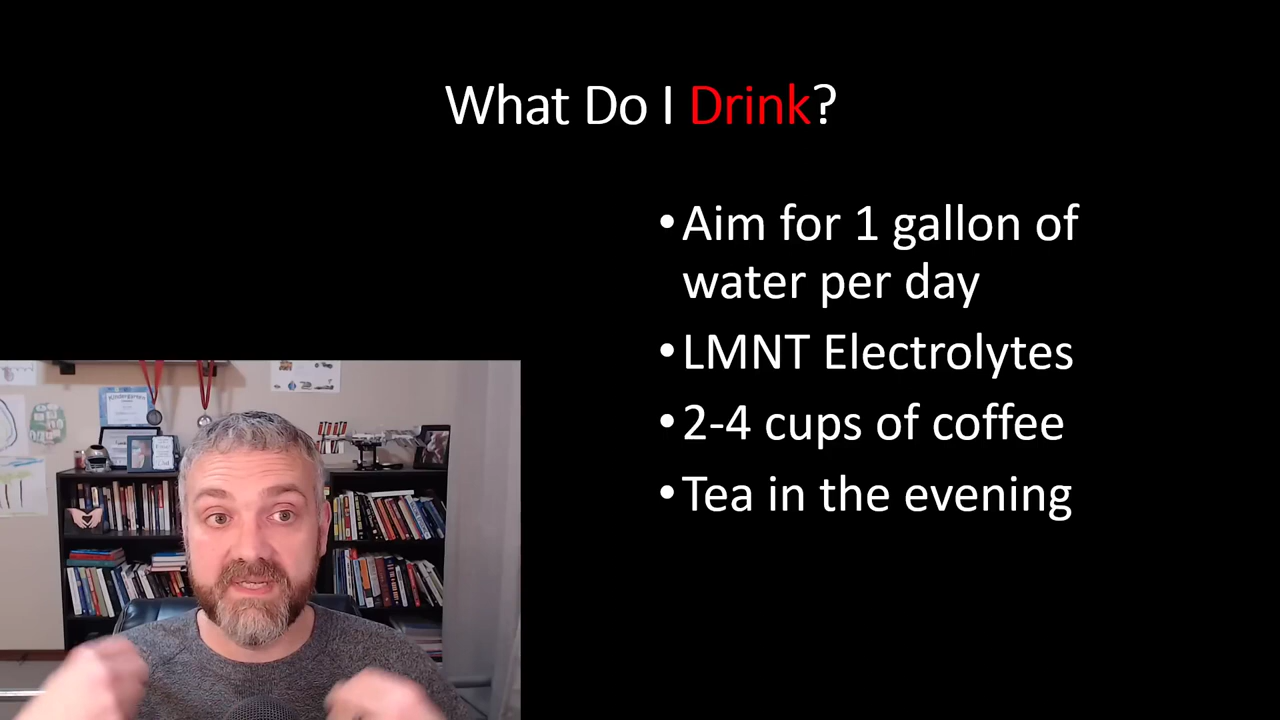 What Do I Drink?
•Aim for 1 gallon of
water per day
•LMNT Electrolytes
•2-4 cups of coffee
•Tea in the evening